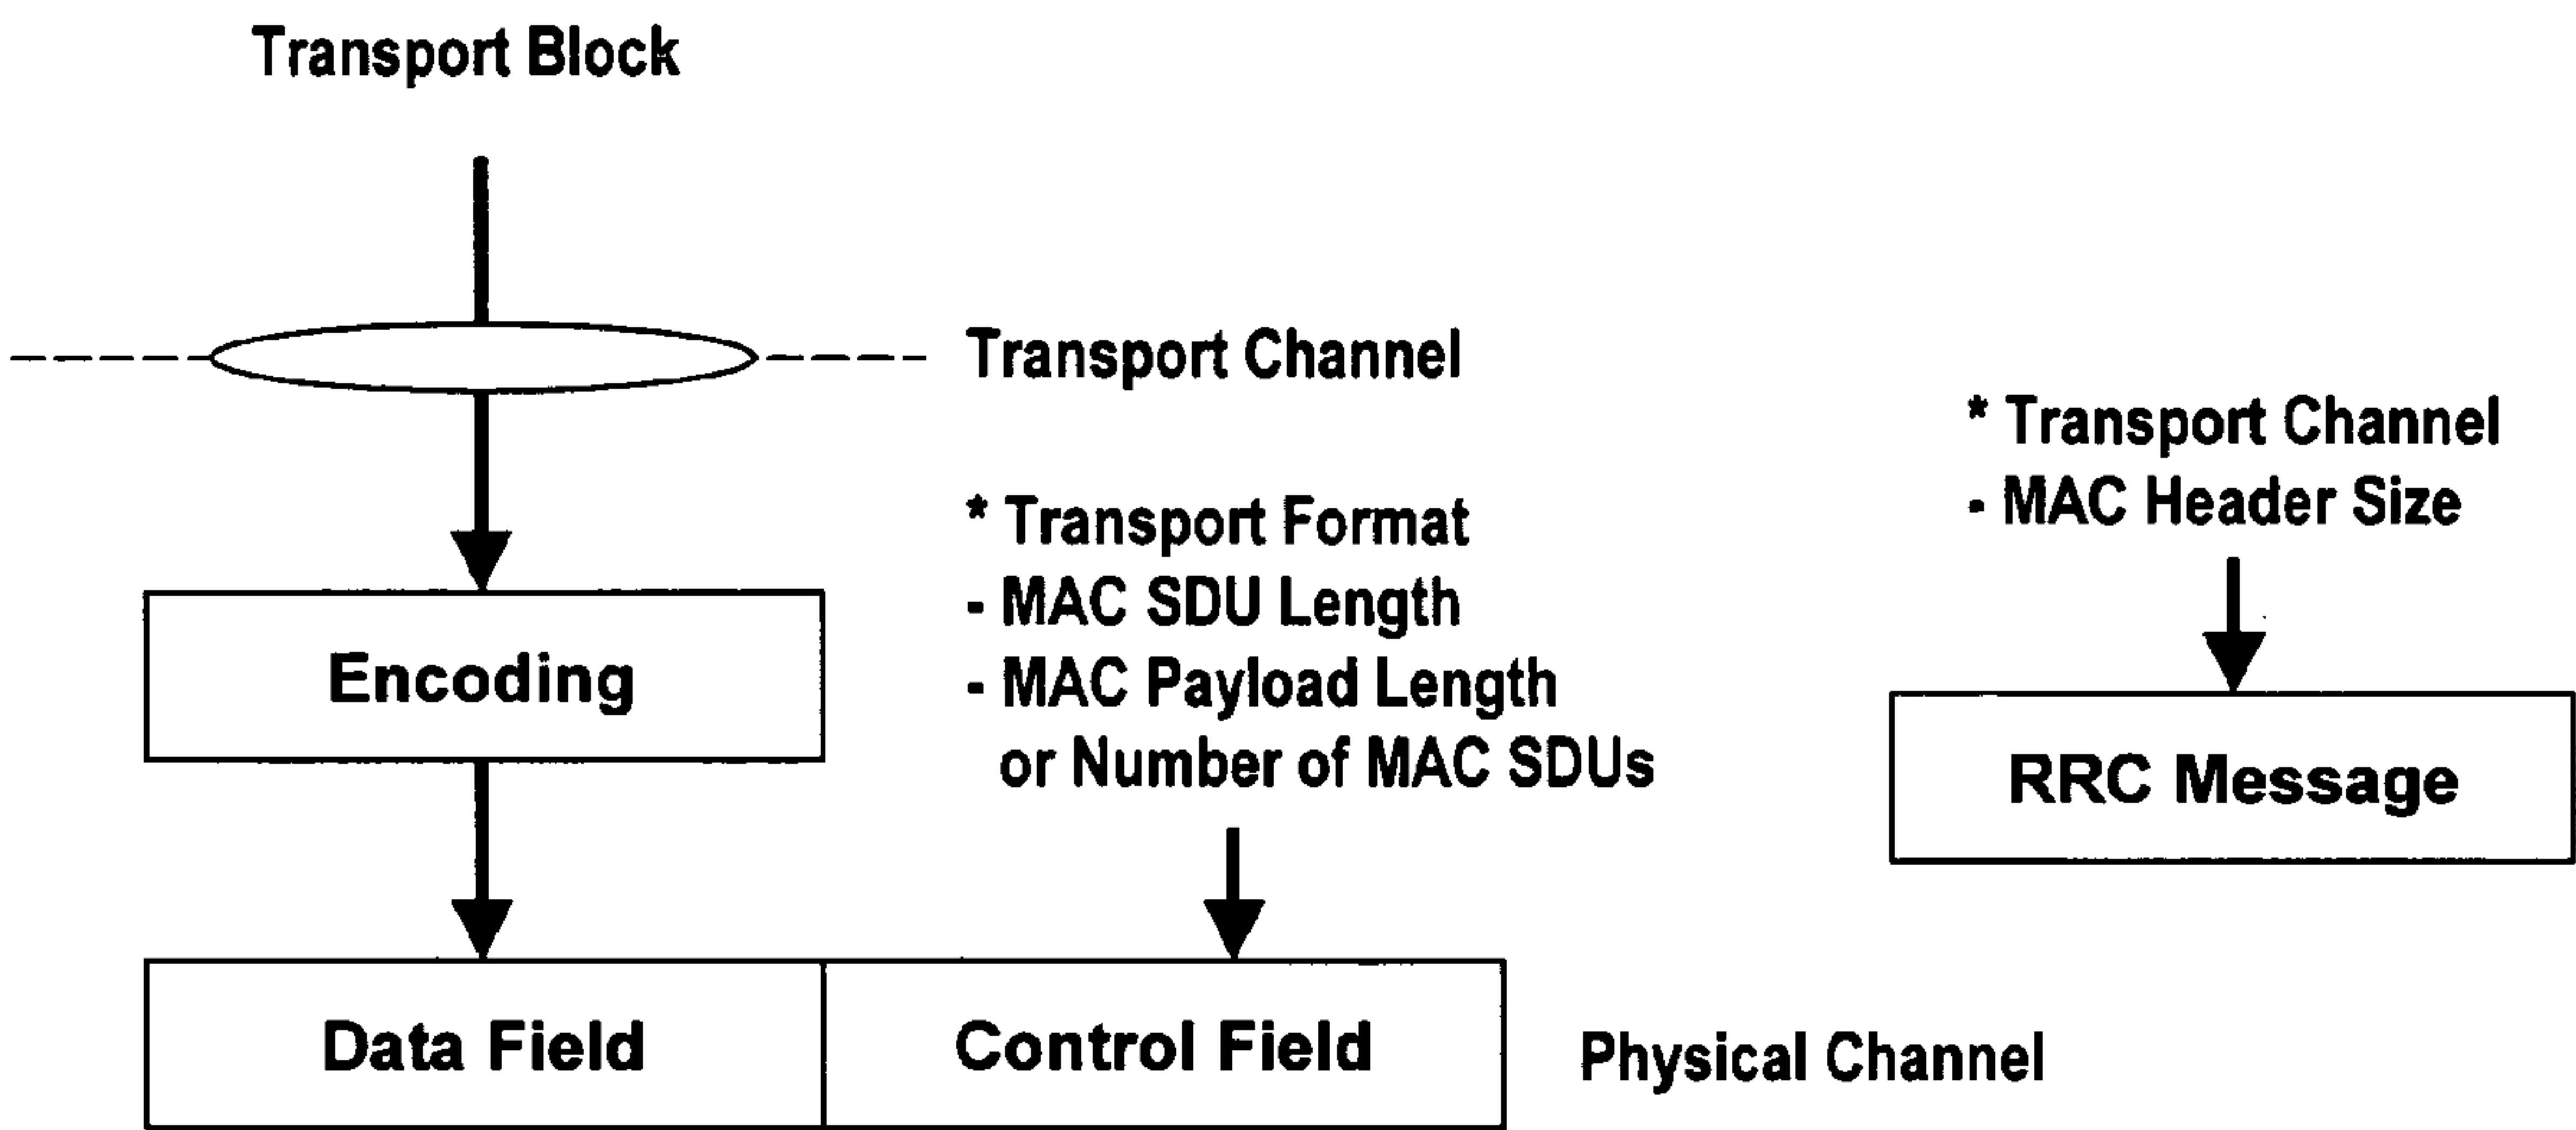 Transport Block
Transport Channel
* Transport Channel
- MAC Header Size
* Transport Format
- MAC SDU Length
- MAC Payload Length
or Number of MAC SDUs
Encoding
RRC Message
Data Field
Control Field
Physical Channel